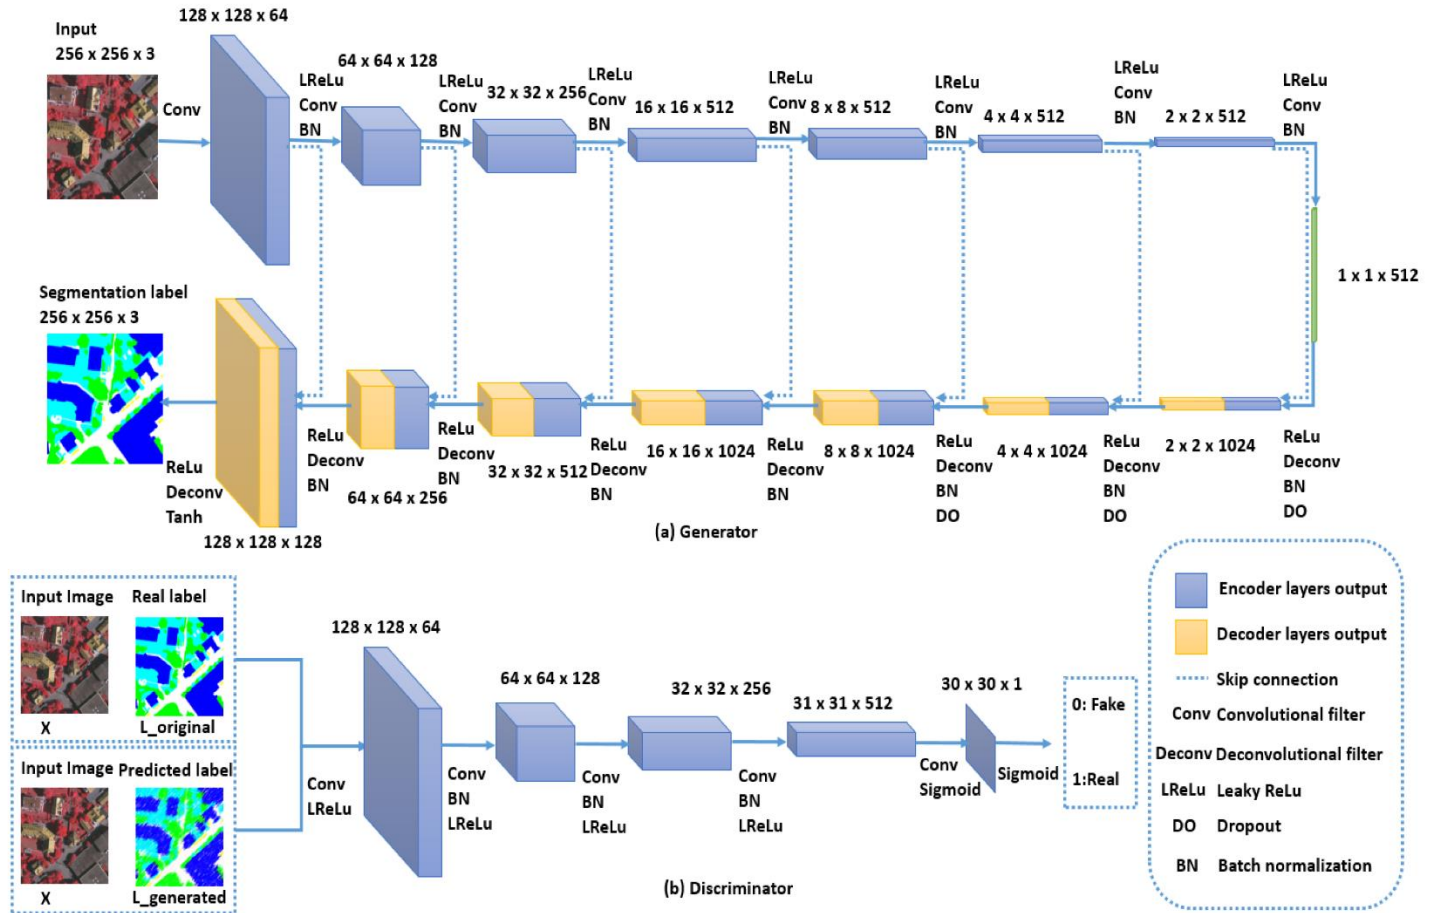 Input
256 x 256 x 3
Conv
128 x 128 x 64
LReLu
Conv
BN
64 x 64 x 128
LReLu
Conv
BN
32 x 32 x 256
LReLu
Conv
BN
16 x 16 x 512
LReLu
Conv
BN
8 x 8 x 512
LReLu
Conv
BN
4 x 4 x 512
LReLu
Conv
BN
2 x 2 x 512
LReLu
Conv
BN
1 x 1 x 512
Segmentation label
256 x 256 x 3
ReLu
Deconv
Tanh
128 x 128 x 128
ReLu
Deconv
BN
64 x 64 x 256
ReLu
Deconv
BN
32 x 32 x 512
ReLu
Deconv
BN
16 x 16 x 1024
ReLu
Deconv
BN
8 x 8 x 1024
ReLu
Deconv
BN
DO
4 x 4 x 1024
ReLu
Deconv
BN
DO
2 x 2 x 1024
ReLu
Deconv
BN
DO
(a) Generator
Input Image
Real label
X
L_original
Input Image
Predicted label
X
L_generated
Conv
LReLu
128 x 128 x 64
Conv
BN
LReLu
64 x 64 x 128
Conv
BN
LReLu
32 x 32 x 256
Conv
BN
LReLu
31 x 31 x 512
Conv
Sigmoid
30 x 30 x 1
Sigmoid
0: Fake
1:Real
(b) Discriminator
Encoder layers output
Decoder layers output
Skip connection
Conv Convolutional filter
Deconv Deconvolutional filter
LReLu Leaky ReLu
DO Dropout
BN Batch normalization